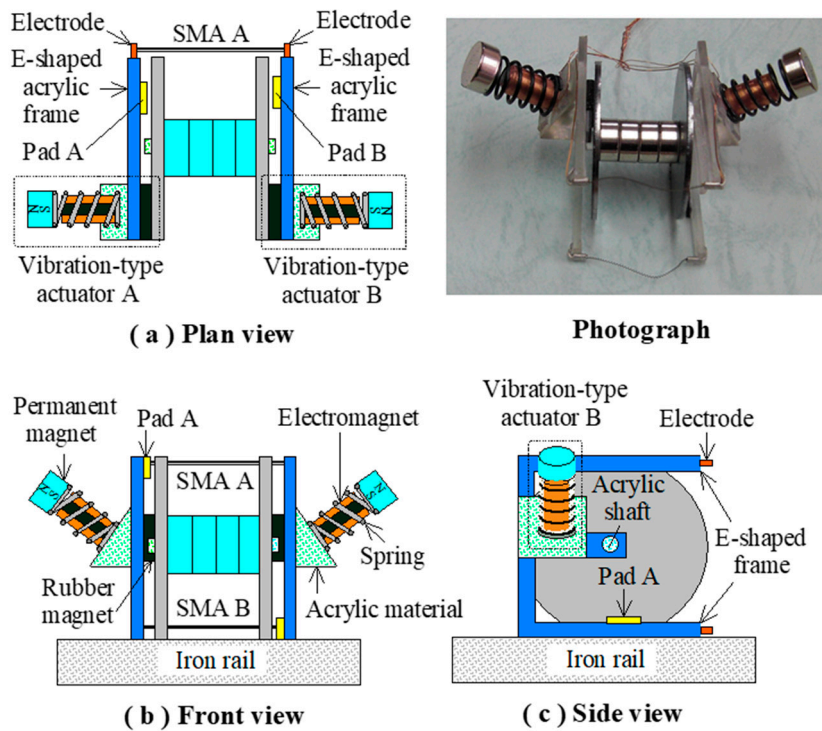 Electrode
SMA A
Electrode
E-shaped
acrylic
frame
E-shaped
acrylic
frame
Pad A
Pad B
N
S
S
N
Vibration-type
actuator A
Vibration-type
actuator B
( a ) Plan view
Photograph
Permanent
magnet
Pad A
Electromagnet
SMA A
N
S
S
N
Spring
Rubber
magnet
SMA B
Acrylic material
Iron rail
( b ) Front view
Vibration-type
actuator B
Electrode
Acrylic
shaft
E-shaped
frame
Pad A
Iron rail
( c ) Side view